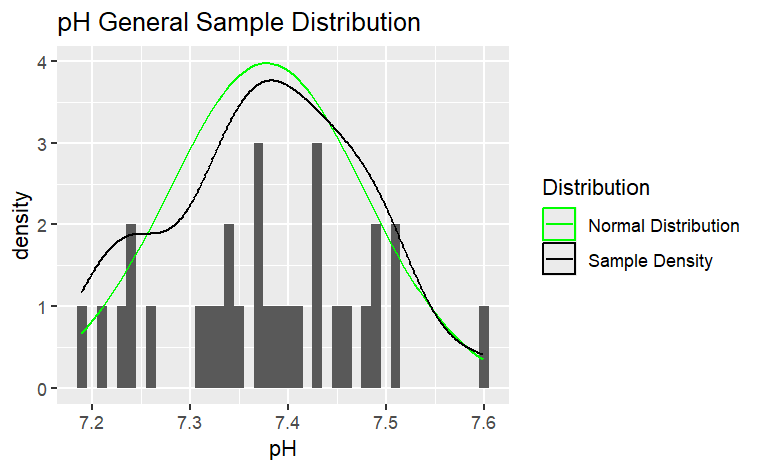 pH General Sample Distribution
density
4
3
2
1
0
7.2 7.3 7.4 7.5 7.6
pH
Distribution
Normal Distribution
Sample Density